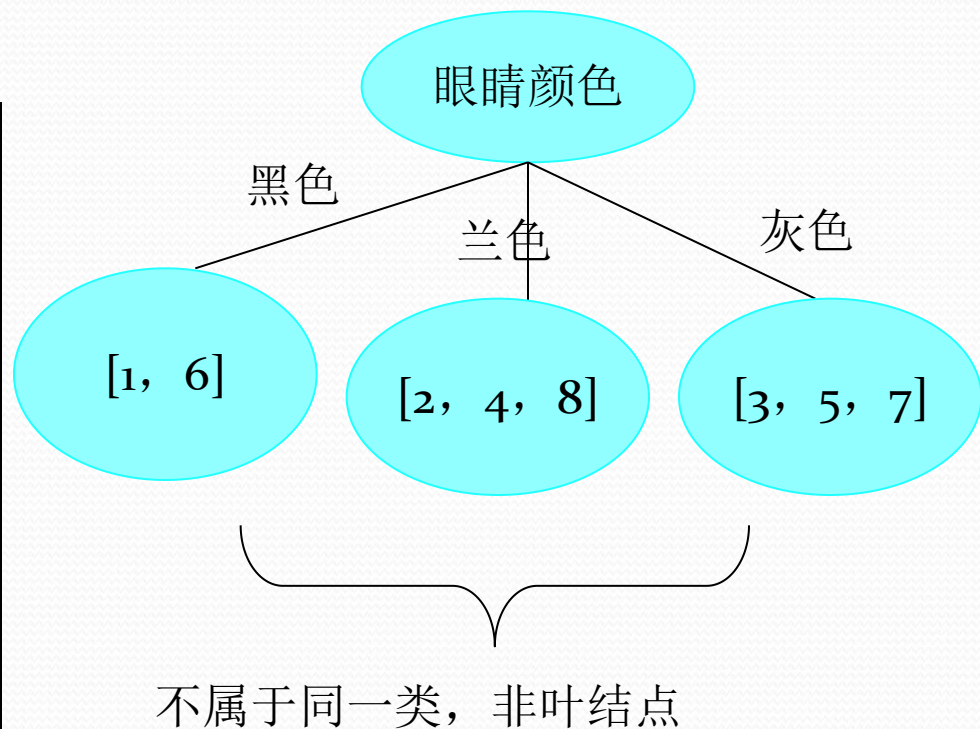 眼睛颜色
黑色
兰色
灰色
[1，6]
[2，4，8]
[3，5，7]
不属于同一类，非叶结点